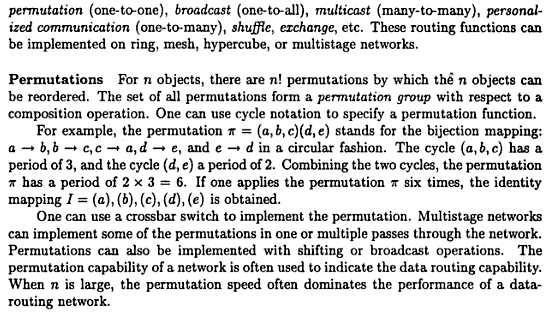 permutation (one-to-one), broadcast (one-to-all), multicast (many-to-many), personal-
ized communication (one-to-many), shuffle, exchange, etc. These routing functions can
be implemented on ring, mesh, hypercube, or multistage networks.
Permutations For n objects, there are n! permutations by which the n objects can
be reordered. The set of all permutations form a permutation group with respect to a
composition operation. One can use cycle notation to specify a permutation function.
For example, the permutation π = (a, b, c)(d, e) stands for the bijection mapping:
a → b, b → c, c → a, d → e, and e → d in a circular fashion. The cycle (a, b, c) has a
period of 3, and the cycle (d, e) a period of 2. Combining the two cycles, the permutation
π has a period of 2 × 3 = 6. If one applies the permutation π six times, the identity
mapping I = (a), (b), (c), (d), (e) is obtained.
One can use a crossbar switch to implement the permutation. Multistage networks
can implement some of the permutations in one or multiple passes through the network.
Permutations can also be implemented with shifting or broadcast operations. The
permutation capability of a network is often used to indicate the data routing capability.
When n is large, the permutation speed often dominates the performance of a data-
routing network.